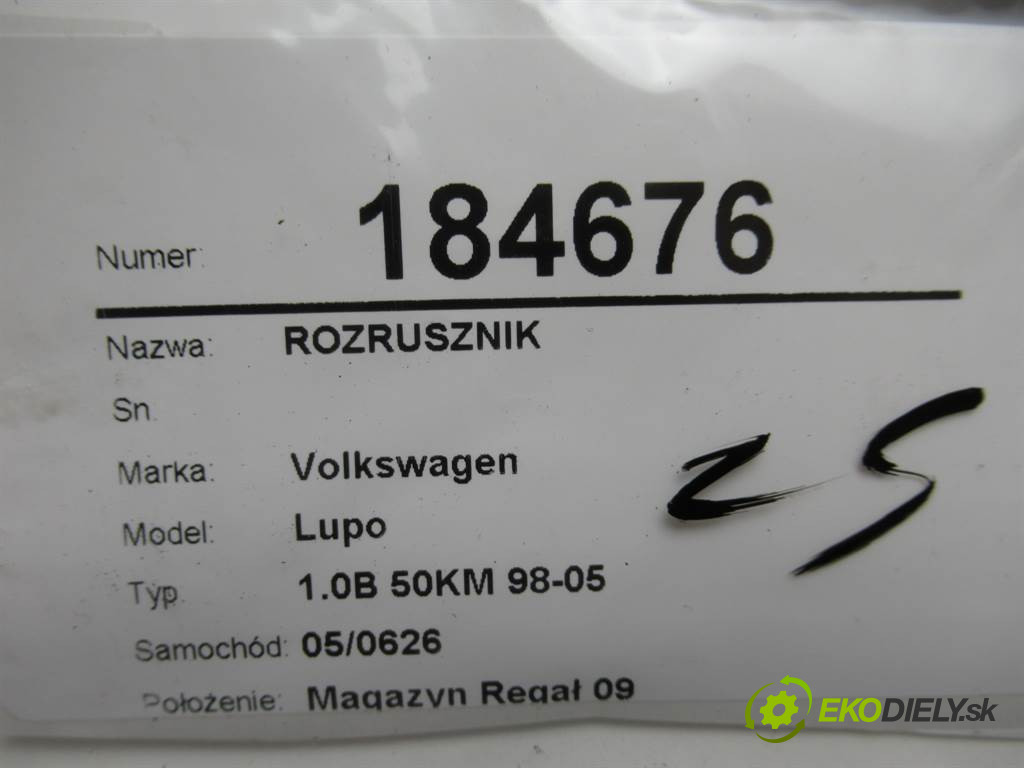 Numer: 184676
Nazwa: ROZRUSZNIK
Sn.
Marka: Volkswagen
Model: Lupo
Typ. 1.0B 50KM 98-05
Samochód: 05/0626
Położenie: Magazyn Regał 09
25
EKODIELY.sk